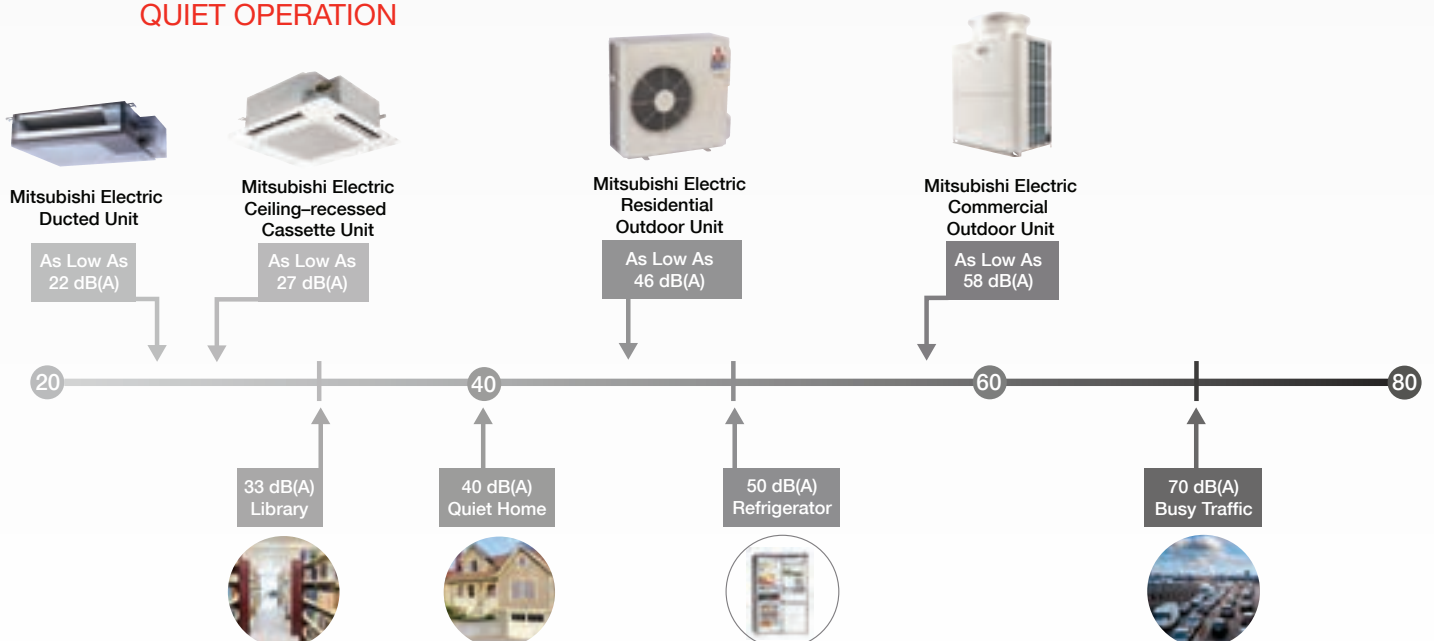 QUIET OPERATION
Mitsubishi Electric
Ducted Unit
As Low As
22 dB(A)
Mitsubishi Electric
Ceiling–recessed
Cassette Unit
As Low As
27 dB(A)
Mitsubishi Electric
Residential
Outdoor Unit
As Low As
46 dB(A)
Mitsubishi Electric
Commercial
Outdoor Unit
As Low As
58 dB(A)
20
40
60
80
33 dB(A)
Library
40 dB(A)
Quiet Home
50 dB(A)
Refrigerator
70 dB(A)
Busy Traffic